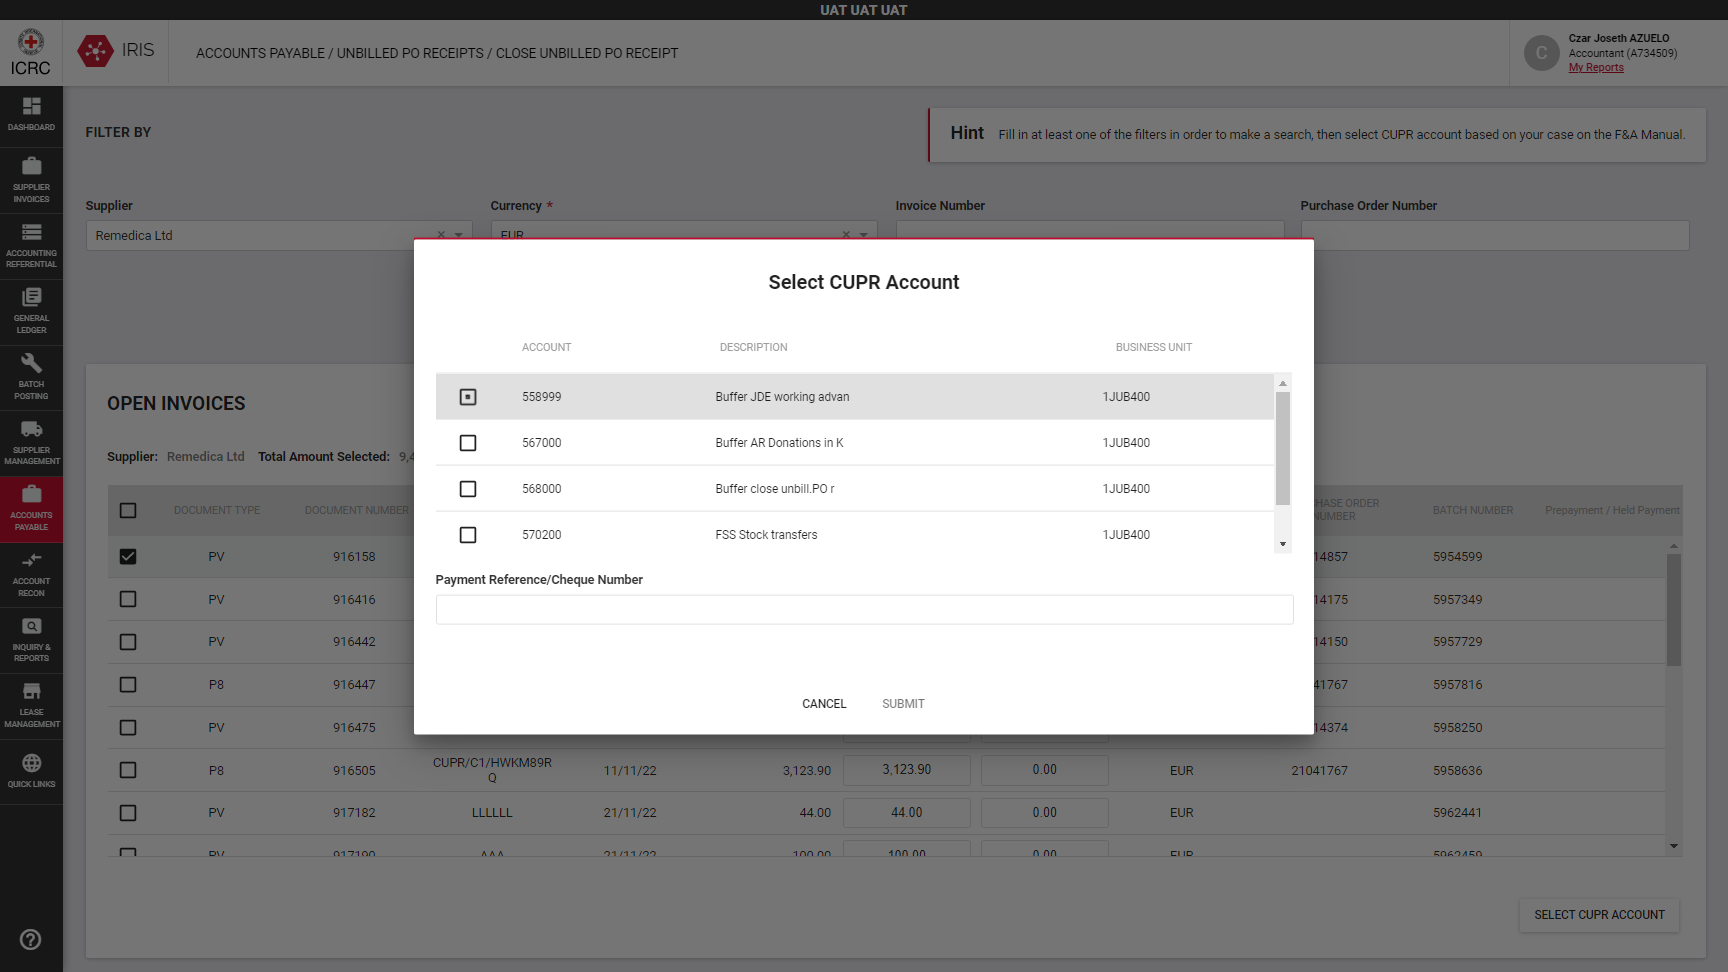 UAT UAT UAT
ICRC
IRIS
ACCOUNTS PAYABLE / UNBILLED PO RECEIPTS / CLOSE UNBILLED PO RECEIPT
C
Czar Joseth AZUELO
Accountant (A734509)
My Reports
DASHBOARD
SUPPLIER
INVOICES
ACCOUNTING
REFERENTIAL
GENERAL
LEDGER
BATCH
POSTING
SUPPLIER
MANAGEMENT
ACCOUNTS
PAYABLE
ACCOUNT
RECON
INQUIRY &
REPORTS
LEASE
MANAGEMENT
QUICK LINKS
FILTER BY
Hint Fill in at least one of the filters in order to make a search, then select CUPR account based on your case on the F&A Manual.
Supplier Currency * Invoice Number Purchase Order Number
Remedica Ltd × EUR ×
Select CUPR Account
ACCOUNT DESCRIPTION BUSINESS UNIT
558999 Buffer JDE working advan 1JUB400
567000 Buffer AR Donations in K 1JUB400
568000 Buffer close unbill.PO r 1JUB400
570200 FSS Stock transfers 1JUB400
Payment Reference/Cheque Number
CANCEL SUBMIT
OPEN INVOICES
Supplier: Remedica Ltd Total Amount Selected: 9,4
DOCUMENT TYPE DOCUMENT NUMBER HASE ORDER
NUMBER BATCH NUMBER Prepayment / Held Payment
PV 916158 14857 5954599
PV 916416 14175 5957349
PV 916442 14150 5957729
P8 916447 41767 5957816
PV 916475 14374 5958250
P8 916505 CUPR/C1/HWKM89R
Q 11/11/22 3,123.90 3,123.90 0.00 EUR 21041767 5958636
PV 917182 LLLLLL 21/11/22 44.00 44.00 0.00 EUR 5962441
PV 917190 AAA 21/11/22 100.00 100.00 0.00 EUR 5962459
SELECT CUPR ACCOUNT